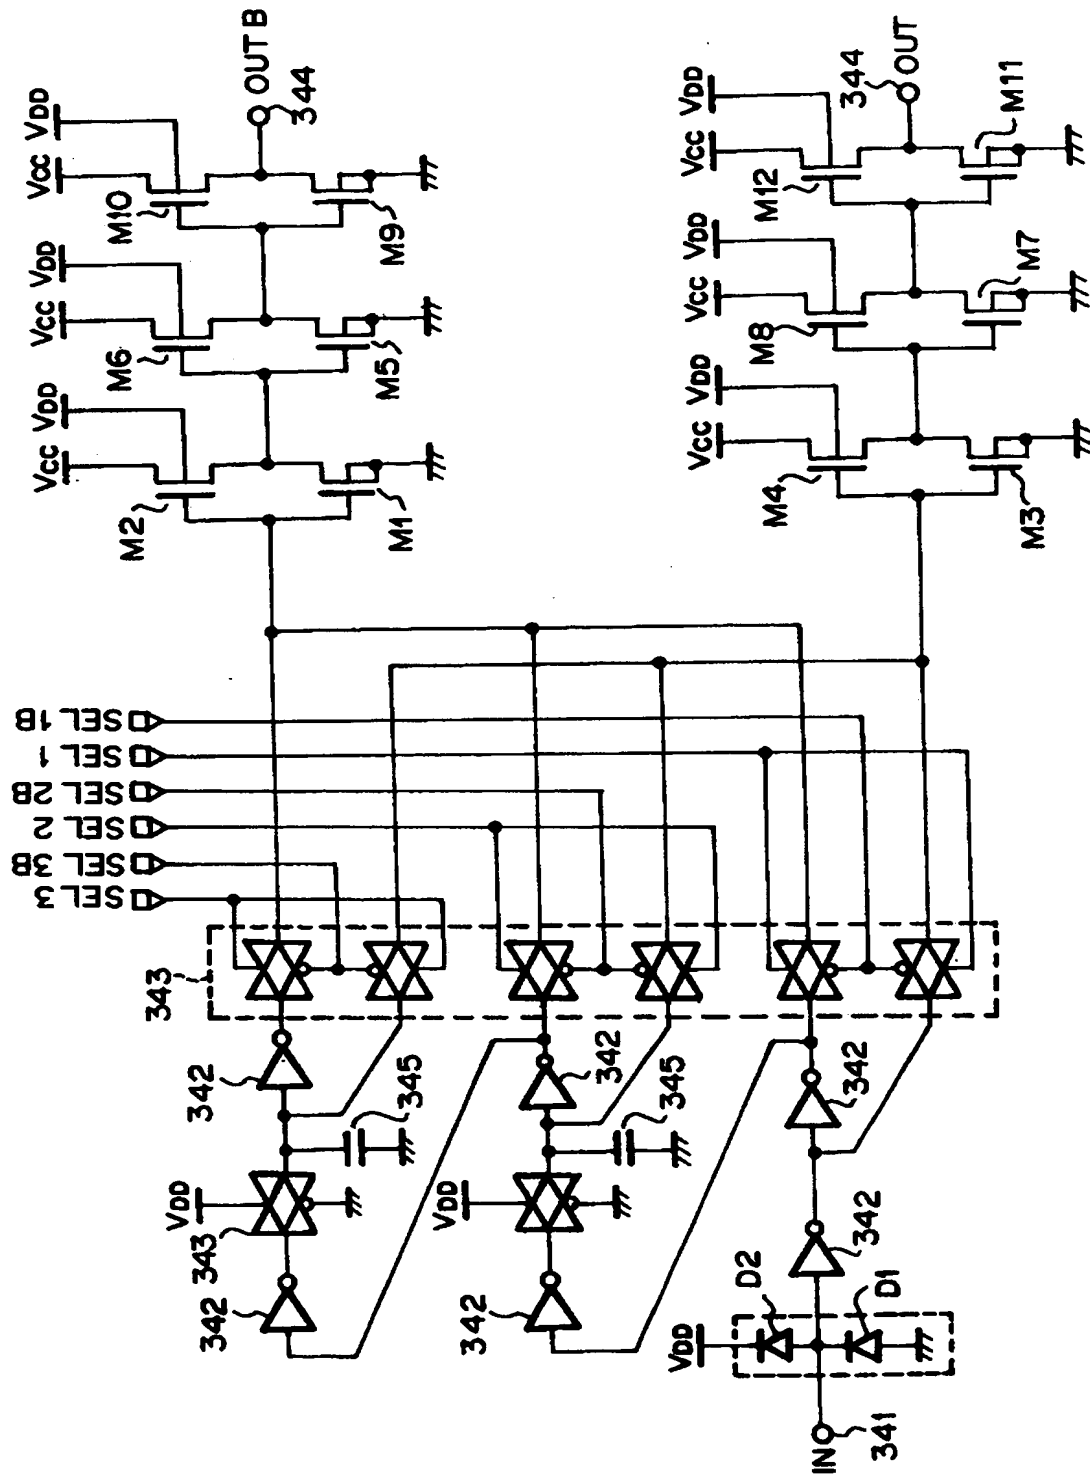 VCC
VDD
M10
M9
OUT B
344
VCC
VDD
M6
M5
VCC
VDD
M2
M1
VCC
VDD
M12
M11
344
OUT
VCC
VDD
M8
M7
VCC
VDD
M4
M3
SEL 1B
SEL 1
SEL 2B
SEL 2
SEL 3B
SEL 3
343
342
345
VDD
343
342
342
345
VDD
342
342
342
D2
D1
VDD
IN
341